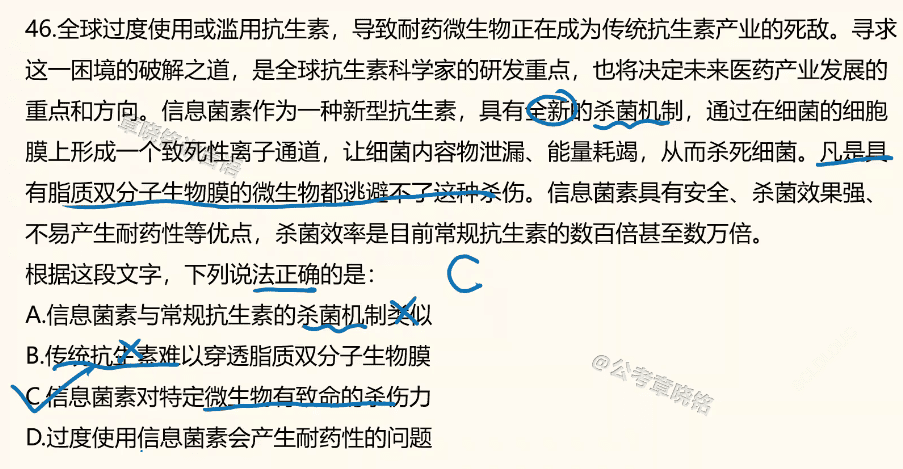 46.全球过度使用或滥用抗生素，导致耐药微生物正在成为传统抗生素产业的死敌。寻求
这一困境的破解之道，是全球抗生素科学家的研发重点，也将决定未来医药产业发展的
重点和方向。信息菌素作为一种新型抗生素，具有全新的杀菌机制，通过在细菌的细胞
膜上形成一个致死性离子通道，让细菌内容物泄漏、能量耗竭，从而杀死细菌。凡是具
有脂质双分子生物膜的微生物都逃避不了这种杀伤。信息菌素具有安全、杀菌效果强、
不易产生耐药性等优点，杀菌效率是目前常规抗生素的数百倍甚至数万倍。
根据这段文字，下列说法正确的是：
C
A.信息菌素与常规抗生素的杀菌机制类似
B.传统抗生素难以穿透脂质双分子生物膜
C.信息菌素对特定微生物有致命的杀伤力
@公考章晓铭
D.过度使用信息菌素会产生耐药性的问题